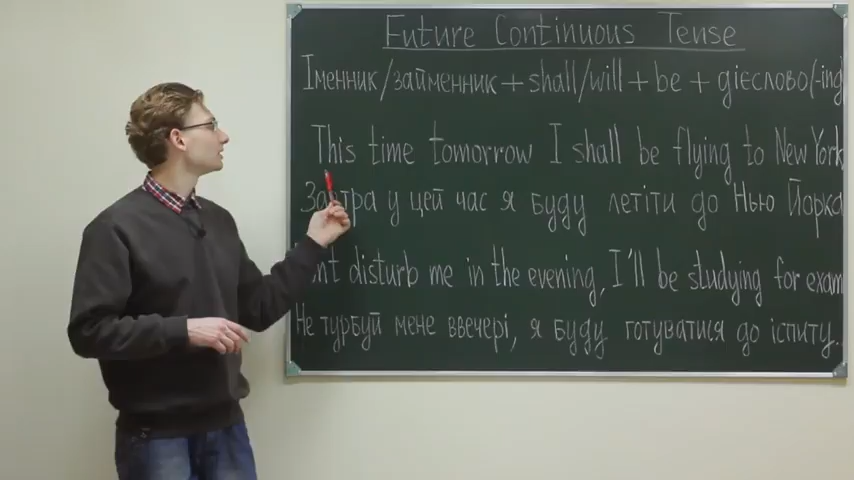 Future Continuous Tense
Іменник/займенник + shall/will + be + дієслово(-ing
This time tomorrow I shall be flying to New York
Завтра у цей час я буду летіти до Нью Йорка
disturb me in the evening, I'll be studying for exam
Не турбуй мене ввечері, я буду готуватися до іспиту.